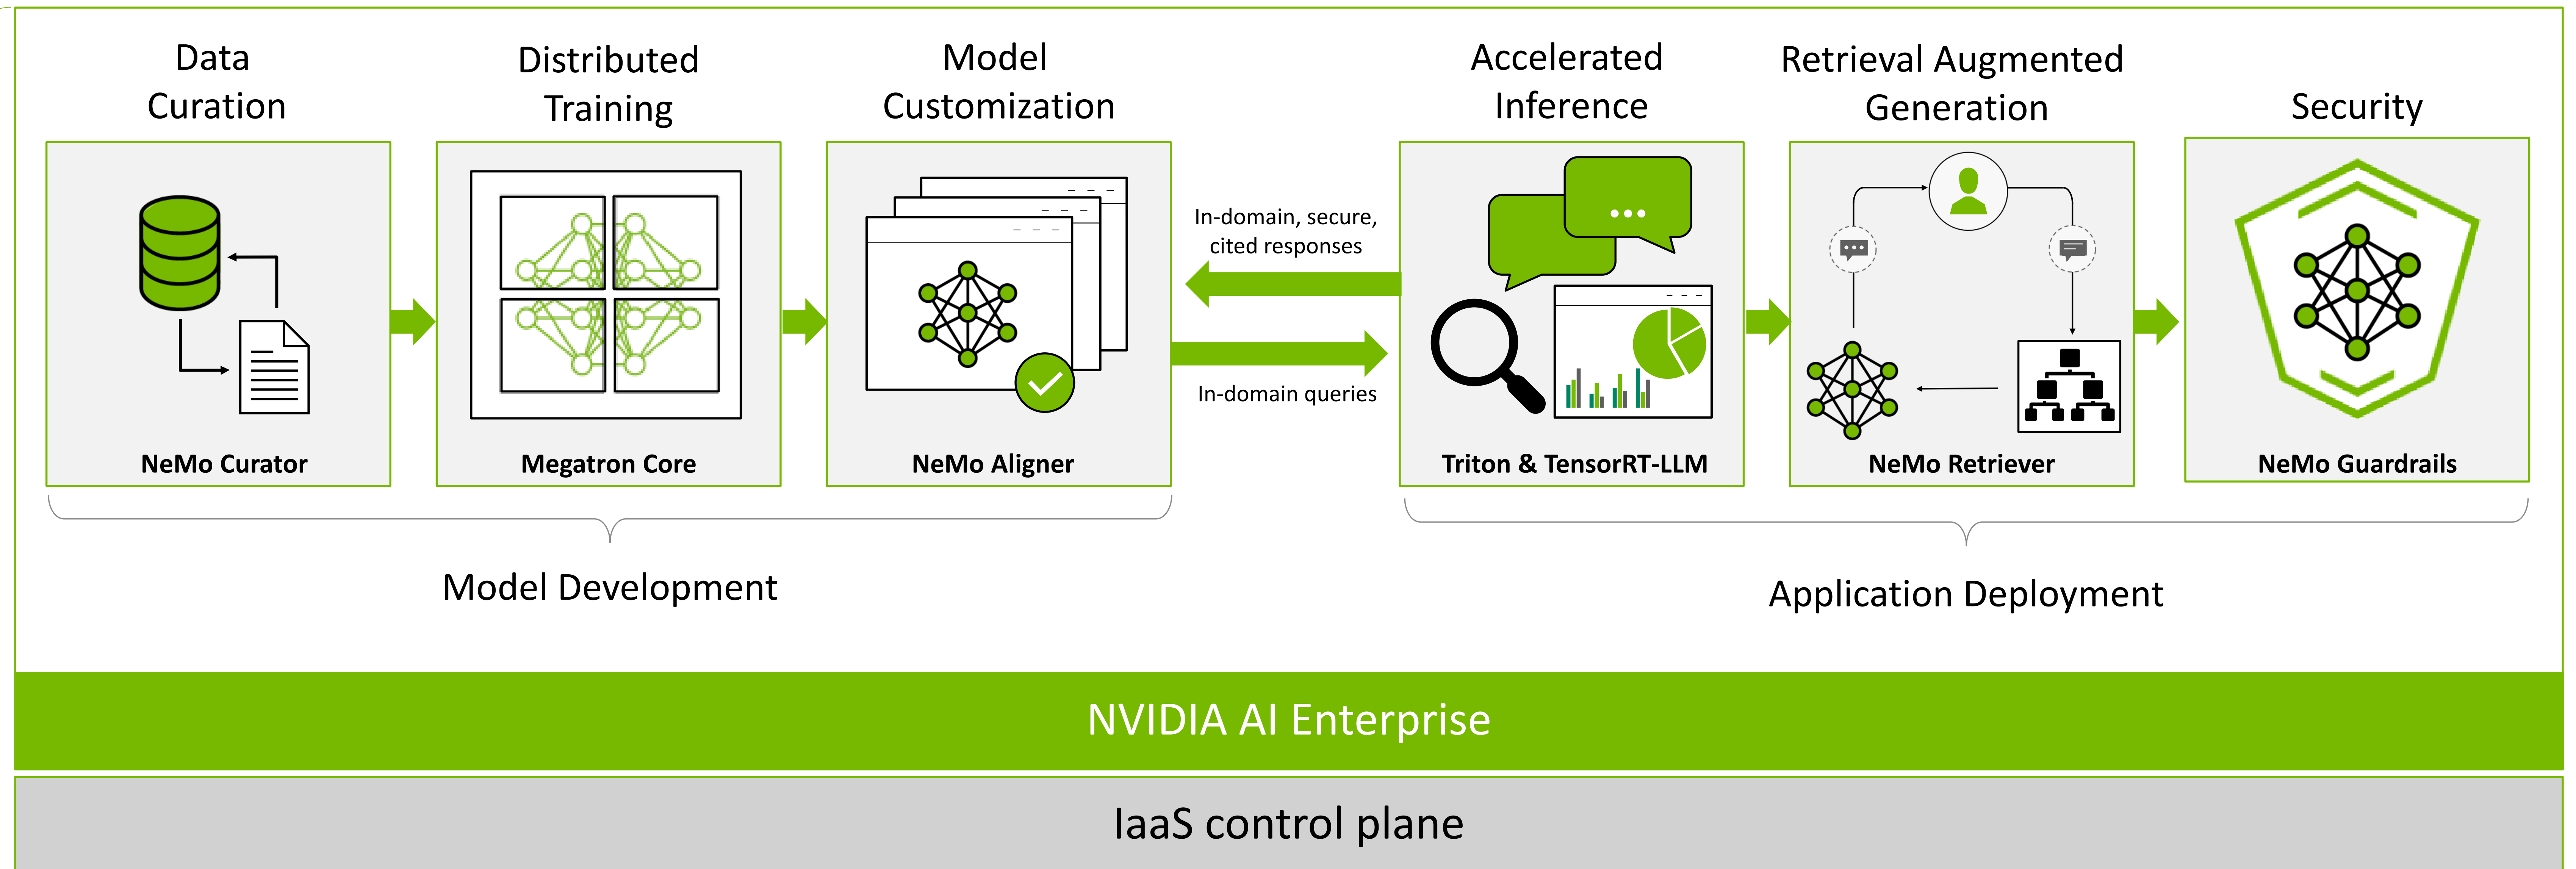 Data
Curation
Distributed
Training
Model
Customization
Accelerated
Inference
Retrieval Augmented
Generation
Security
In-domain, secure,
cited responses
In-domain queries
NeMo Curator
Megatron Core
NeMo Aligner
Triton & TensorRT-LLM
NeMo Retriever
NeMo Guardrails
Model Development
Application Deployment
NVIDIA AI Enterprise
IaaS control plane